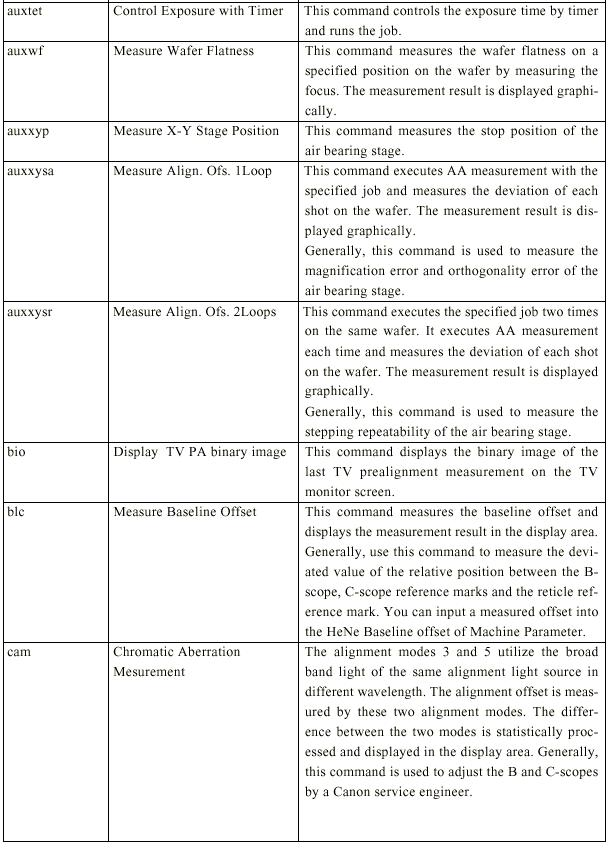 auxtet Control Exposure with Timer This command controls the exposure time by timer
and runs the job.
auxwf Measure Wafer Flatness This command measures the wafer flatness on a
specified position on the wafer by measuring the
focus. The measurement result is displayed graphi-
cally.
auxxyp Measure X-Y Stage Position This command measures the stop position of the
air bearing stage.
auxxysa Measure Align. Ofs. 1Loop This command executes AA measurement with the
specified job and measures the deviation of each
shot on the wafer. The measurement result is dis-
played graphically.
Generally, this command is used to measure the
magnification error and orthogonality error of the
air bearing stage.
auxxysr Measure Align. Ofs. 2Loops This command executes the specified job two times
on the same wafer. It executes AA measurement
each time and measures the deviation of each shot
on the wafer. The measurement result is displayed
graphically.
Generally, this command is used to measure the
stepping repeatability of the air bearing stage.
bio Display TV PA binary image This command displays the binary image of the
last TV prealignment measurement on the TV
monitor screen.
blc Measure Baseline Offset This command measures the baseline offset and
displays the measurement result in the display area.
Generally, use this command to measure the devi-
ated value of the relative position between the B-
scope, C-scope reference marks and the reticle ref-
erence mark. You can input a measured offset into
the HeNe Baseline offset of Machine Parameter.
cam Chromatic Aberration The alignment modes 3 and 5 utilize the broad
Mesurement band light of the same alignment light source in
different wavelength. The alignment offset is meas-
ured by these two alignment modes. The differ-
ence between the two modes is statistically proc-
essed and displayed in the display area. Generally,
this command is used to adjust the B and C-scopes
by a Canon service engineer.